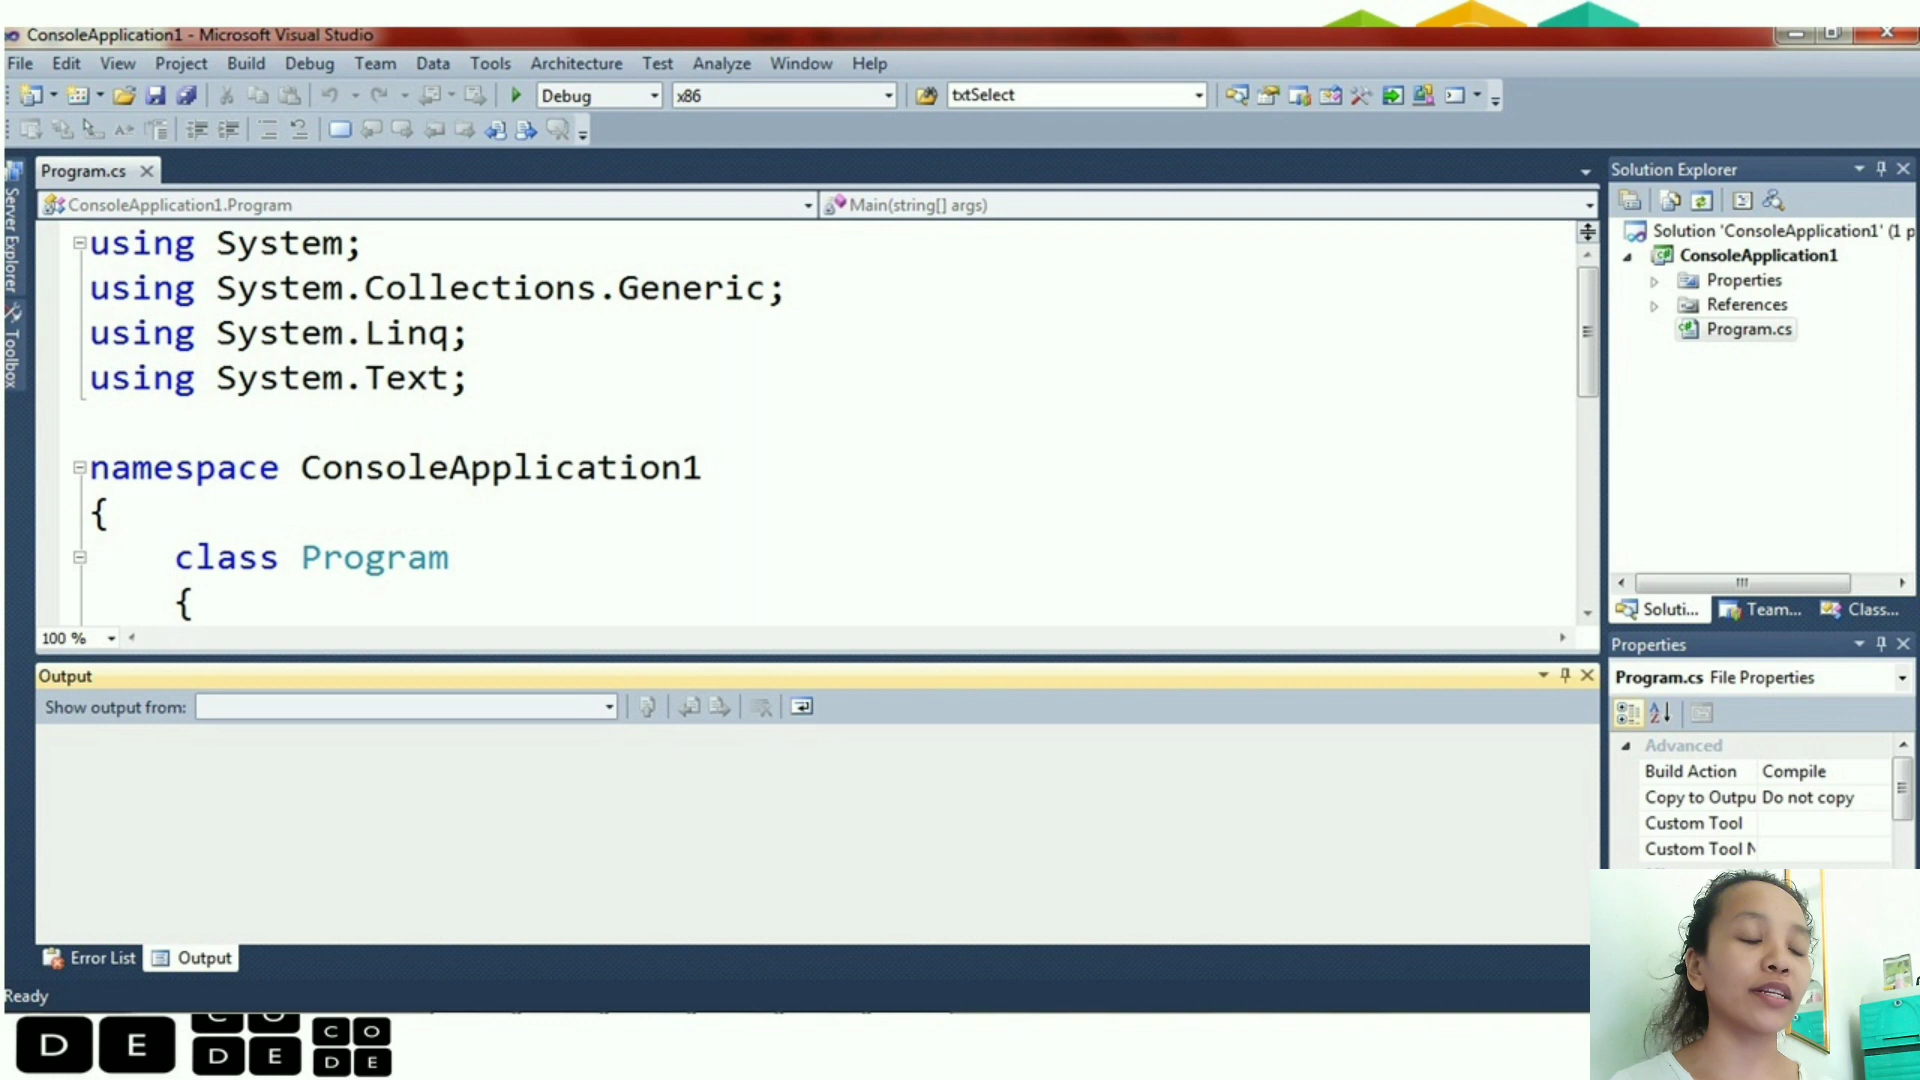 ConsoleApplication1 - Microsoft Visual Studio
File Edit View Project Build Debug Team Data Tools Architecture Test Analyze Window Help
Debug x86 txtSelect
Server Explorer
Toolbox
Program.cs
ConsoleApplication1.Program Main(string[] args)
using System;
using System.Collections.Generic;
using System.Linq;
using System.Text;
namespace ConsoleApplication1
{
class Program
{
100 %
Output
Show output from:
Error List Output
Ready
Solution Explorer
Solution 'ConsoleApplication1' (1 p
ConsoleApplication1
Properties
References
Program.cs
Soluti... Team... Class...
Properties
Program.cs File Properties
Advanced
Build Action Compile
Copy to Outpu Do not copy
Custom Tool
Custom Tool N
D E
C O
D E
C O
D E